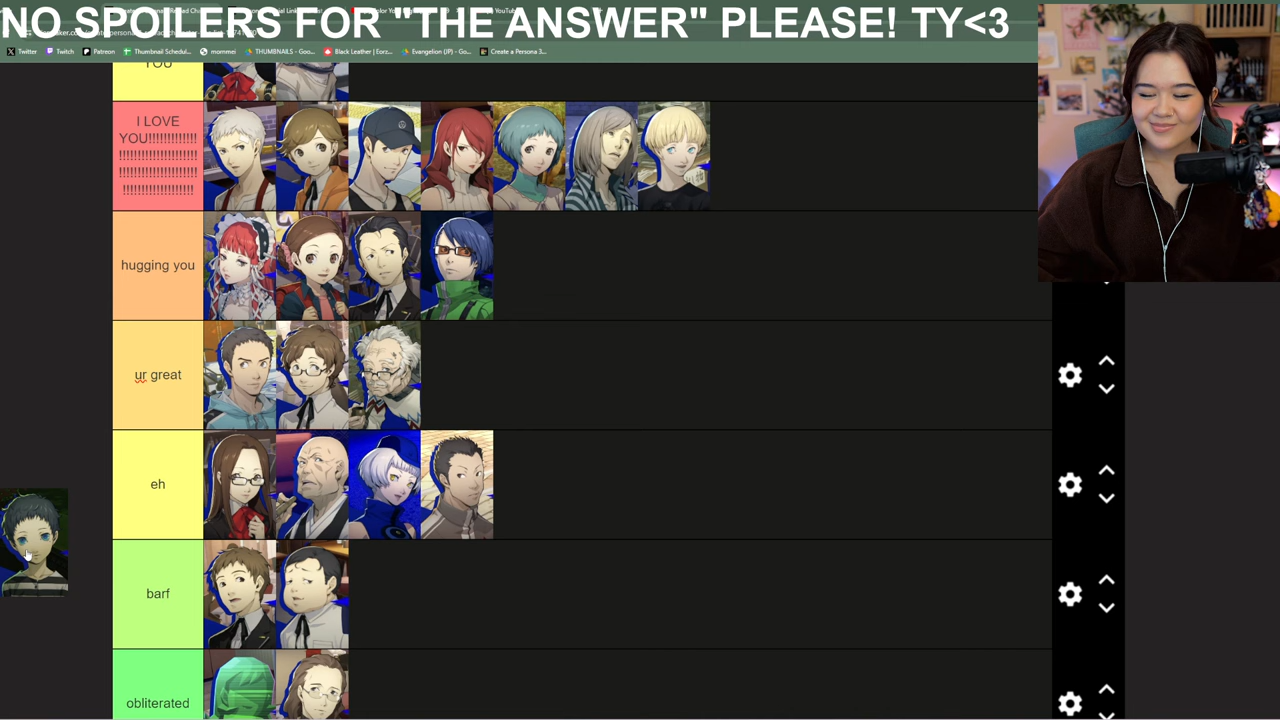 NO SPOILERS FOR "THE ANSWER" PLEASE! TY<3
Twitter
Twitch
Patreon
Thumbnail Schedul...
mommei
THUMBNAILS - Goo...
Black Leather | Eorz...
Evangelion (JP) - Go...
Create a Persona 3...
YOU
I LOVE
YOU!!!!!!!!!!!!!
!!!!!!!!!!!!!!!!!!!!!
!!!!!!!!!!!!!!!!!!!!!
!!!!!!!!!!!!!!!!!!!
hugging you
ur great
eh
barf
obliterated